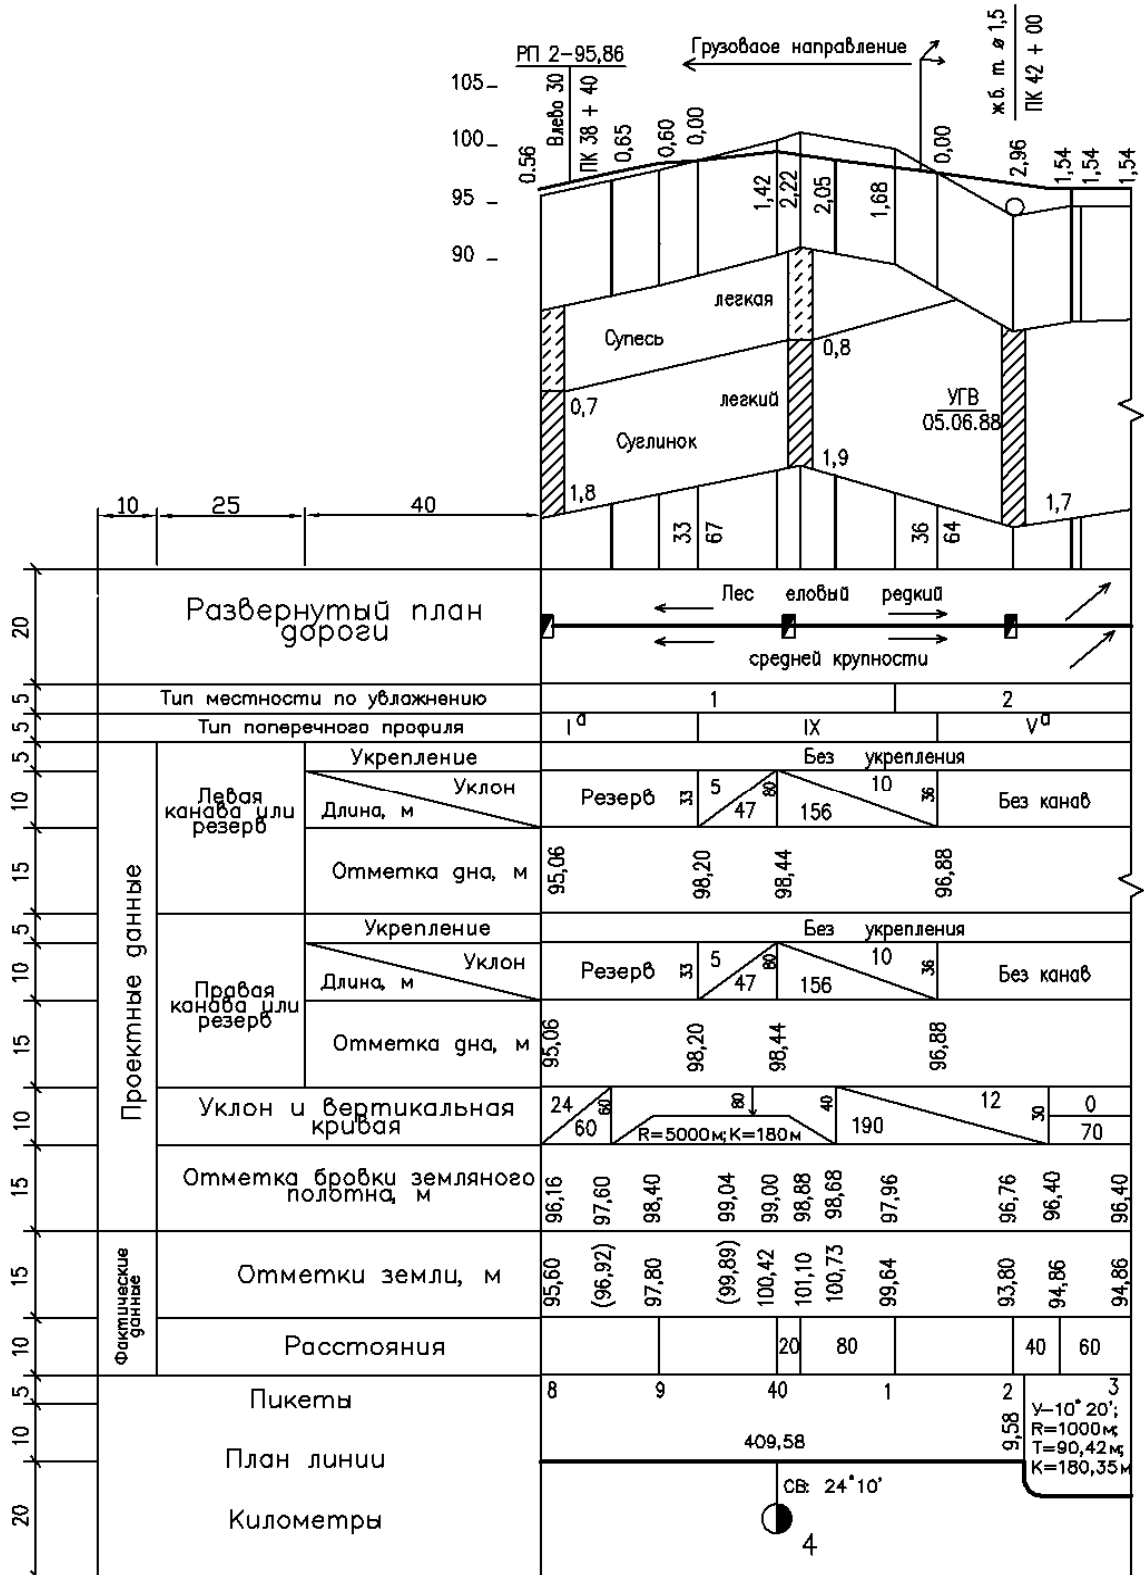 РП 2-95,86
Влево 30
ПК 38 + 40
Грузовое направление
жб. т. ø 1,5
ПК 42 + 00
105
100
95
90
0.56
0,65
0,60
0,00
1,42
2,22
2,05
1,68
0,00
2,96
1,54
1,54
1,54
легкая
Супесь
0,8
0,7
легкий
Суглинок
УГВ
05.06.88
1,9
1,8
1,7
33
67
36
64
10
25
40
20
Развернутый план
дороги
Лес еловый редкий
средней крупности
5
Тип местности по увлажнению
1
2
5
Тип поперечного профиля
Iа
IX
Vа
Проектные данные
5
Укрепление
Без укрепления
Левая
канава или
резерв
10
Уклон
Длина, м
Резерв
33
5
47
80
10
156
36
Без канав
15
Отметка дна, м
95,06
98,20
98,44
96,88
5
Укрепление
Без укрепления
Правая
канава или
резерв
10
Уклон
Длина, м
Резерв
33
5
47
80
10
156
36
Без канав
15
Отметка дна, м
95,06
98,20
98,44
96,88
10
Уклон и вертикальная
кривая
24
60
60
80
R=5000м; К=180м
40
12
190
30
0
70
15
Отметка бровки земляного
полотна, м
96,16
97,60
98,40
99,04
99,00
98,88
98,68
97,96
96,76
96,40
96,40
Фактические
данные
15
Отметки земли, м
95,60
(96,92)
97,80
(99,89)
100,42
101,10
100,73
99,64
93,80
94,86
94,86
10
Расстояния
20
80
40
60
5
Пикеты
8
9
40
1
2
3
10
План линии
409,58
9,58
У-10°20';
R=1000м;
Т=90,42м;
К=180,35м
СВ: 24°10'
20
Километры
4